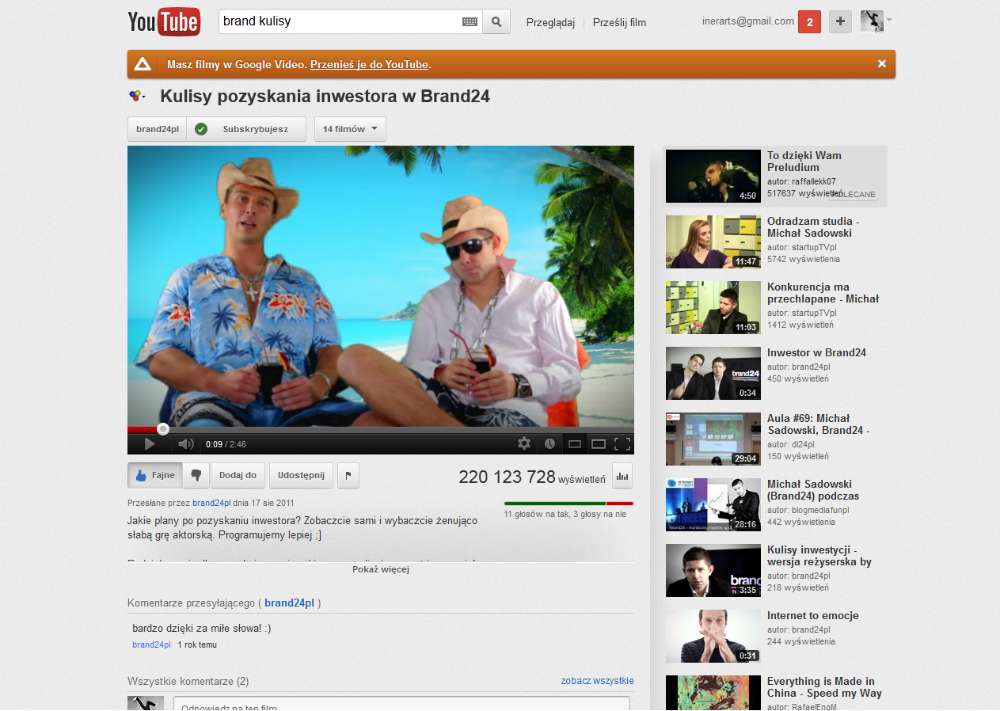 YouTube
brand kulisy
Przeglądaj
Prześlij film
inerarts@gmail.com
2
Masz filmy w Google Video. Przenieś je do YouTube.
Kulisy pozyskania inwestora w Brand24
brand24pl
Subskrybujesz
14 filmów
0:09 / 2:46
Fajne
Dodaj do
Udostępnij
220 123 728 wyświetleń
Przesłane przez brand24pl dnia 17 sie 2011
11 głosów na tak, 3 głosy na nie
Jakie plany po pozyskaniu inwestora? Zobaczcie sami i wybaczcie żenująco
słabą grę aktorską. Programujemy lepiej ;]
Pokaż więcej
Komentarze przesyłającego ( brand24pl )
bardzo dzięki za miłe słowa! :)
brand24pl 1 rok temu
Wszystkie komentarze (2)
zobacz wszystkie
Odpowiedz na ten film
4:50
To dzięki Wam
Preludium
autor: raffallekk07
517637 wyświetleń
POLECANE
11:47
Odradzam studia -
Michał Sadowski
autor: startupTVpl
5742 wyświetlenia
11:03
Konkurencja ma
przechlapane - Michał
autor: startupTVpl
1412 wyświetleń
brand24
0:34
Inwestor w Brand24
autor: brand24pl
450 wyświetleń
29:04
Aula #69: Michał
Sadowski, Brand24 -
autor: di24pl
150 wyświetleń
28:16
Michał Sadowski
(Brand24) podczas
autor: blogmediafunpl
442 wyświetlenia
bran
3:35
Kulisy inwestycji -
wersja reżyserska by
autor: brand24pl
218 wyświetleń
0:31
Internet to emocje
autor: brand24pl
244 wyświetlenia
Everything is Made in
China - Speed my Way
autor: RafaelEngM